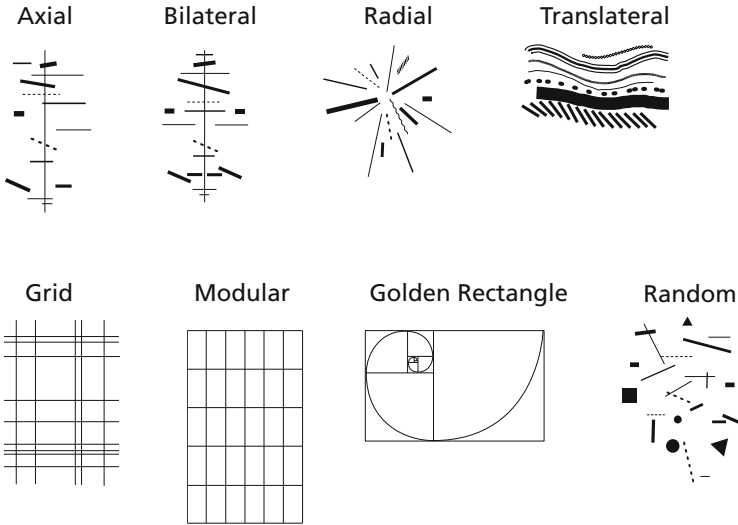 Axial
Bilateral
Radial
Translateral
Grid
Modular
Golden Rectangle
Random